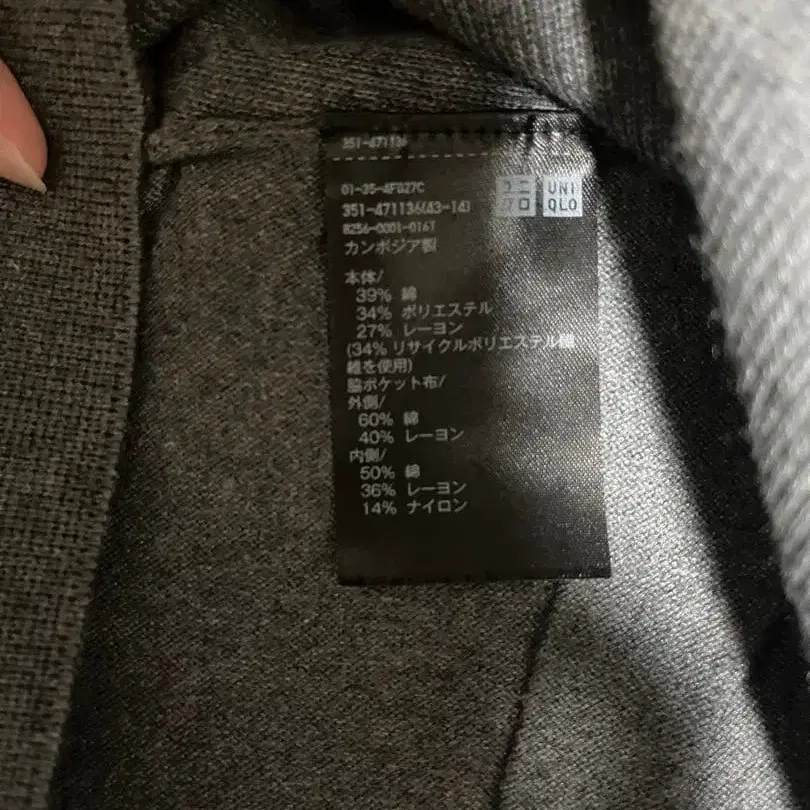 351-471136
01-35-4F027C
351-471136(43-14)
8256-0001-016T
カンボジア製
ユニ
クロ
UNI
QLO
本体/
39% 綿
34% ポリエステル
27% レーヨン
(34% リサイクルポリエステル繊
維を使用)
脇ポケット布/
外側/
60% 綿
40% レーヨン
内側/
50% 綿
36% レーヨン
14% ナイロン